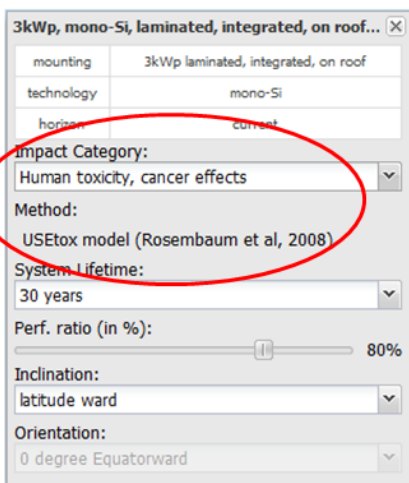 3kWp, mono-Si, laminated, integrated, on roof...
mounting 3kWp laminated, integrated, on roof
technology mono-Si
horizon current
Impact Category:
Human toxicity, cancer effects
Method:
USEtox model (Rosembaum et al, 2008)
System Lifetime:
30 years
Perf. ratio (in %):
80%
Inclination:
latitude ward
Orientation:
0 degree Equatorward